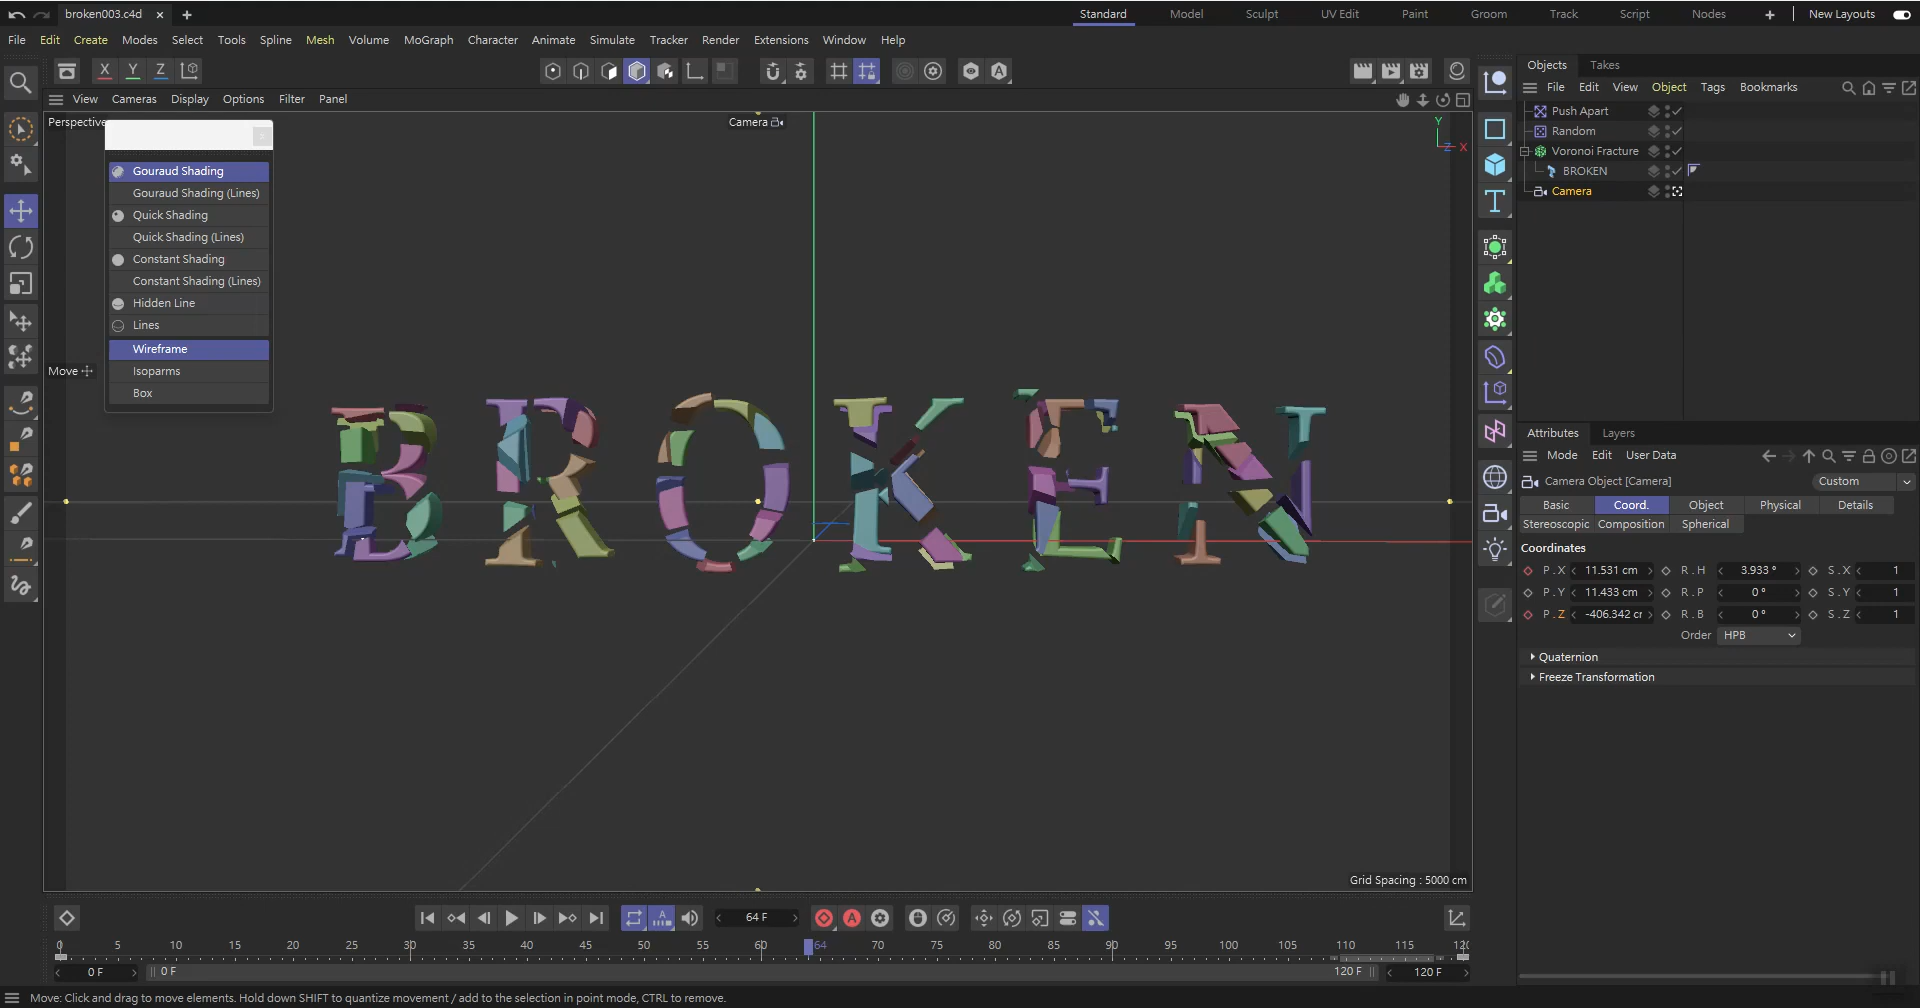 broken003.c4d × +
Standard Model Sculpt UV Edit Paint Groom Track Script Nodes + New Layouts
File Edit Create Modes Select Tools Spline Mesh Volume MoGraph Character Animate Simulate Tracker Render Extensions Window Help
X Y Z
View Cameras Display Options Filter Panel
Perspective
Camera
Y
Z X
Gouraud Shading
Gouraud Shading (Lines)
Quick Shading
Quick Shading (Lines)
Constant Shading
Constant Shading (Lines)
Hidden Line
Lines
Wireframe
Isoparms
Box
Move
BROKEN
Grid Spacing : 5000 cm
Objects Takes
File Edit View Object Tags Bookmarks
Push Apart
Random
Voronoi Fracture
BROKEN
Camera
Attributes Layers
Mode Edit User Data
Camera Object [Camera] Custom
Basic Coord. Object Physical Details
Stereoscopic Composition Spherical
Coordinates
P . X 11.531 cm R . H 3.933 ° S . X 1
P . Y 11.433 cm R . P 0 ° S . Y 1
P . Z -406.342 cr R . B 0 ° S . Z 1
Order HPB
Quaternion
Freeze Transformation
64 F
0 5 10 15 20 25 30 35 40 45 50 55 60 64 70 75 80 85 90 95 100 105 110 115 120
0 F 0 F 120 F 120 F
Move: Click and drag to move elements. Hold down SHIFT to quantize movement / add to the selection in point mode, CTRL to remove.